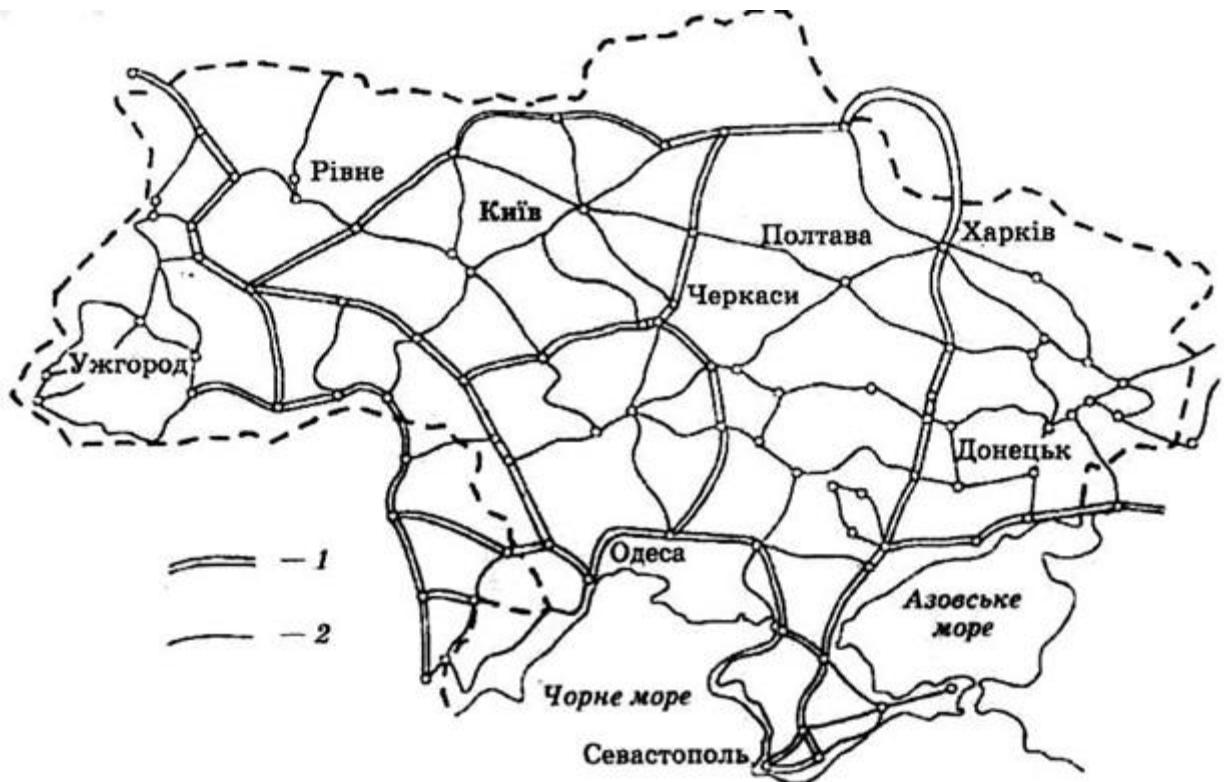 Рівне
Київ
Полтава
Харків
Черкаси
Ужгород
Донецьк
– 1
Одеса
Азовське
море
– 2
Чорне море
Севастополь